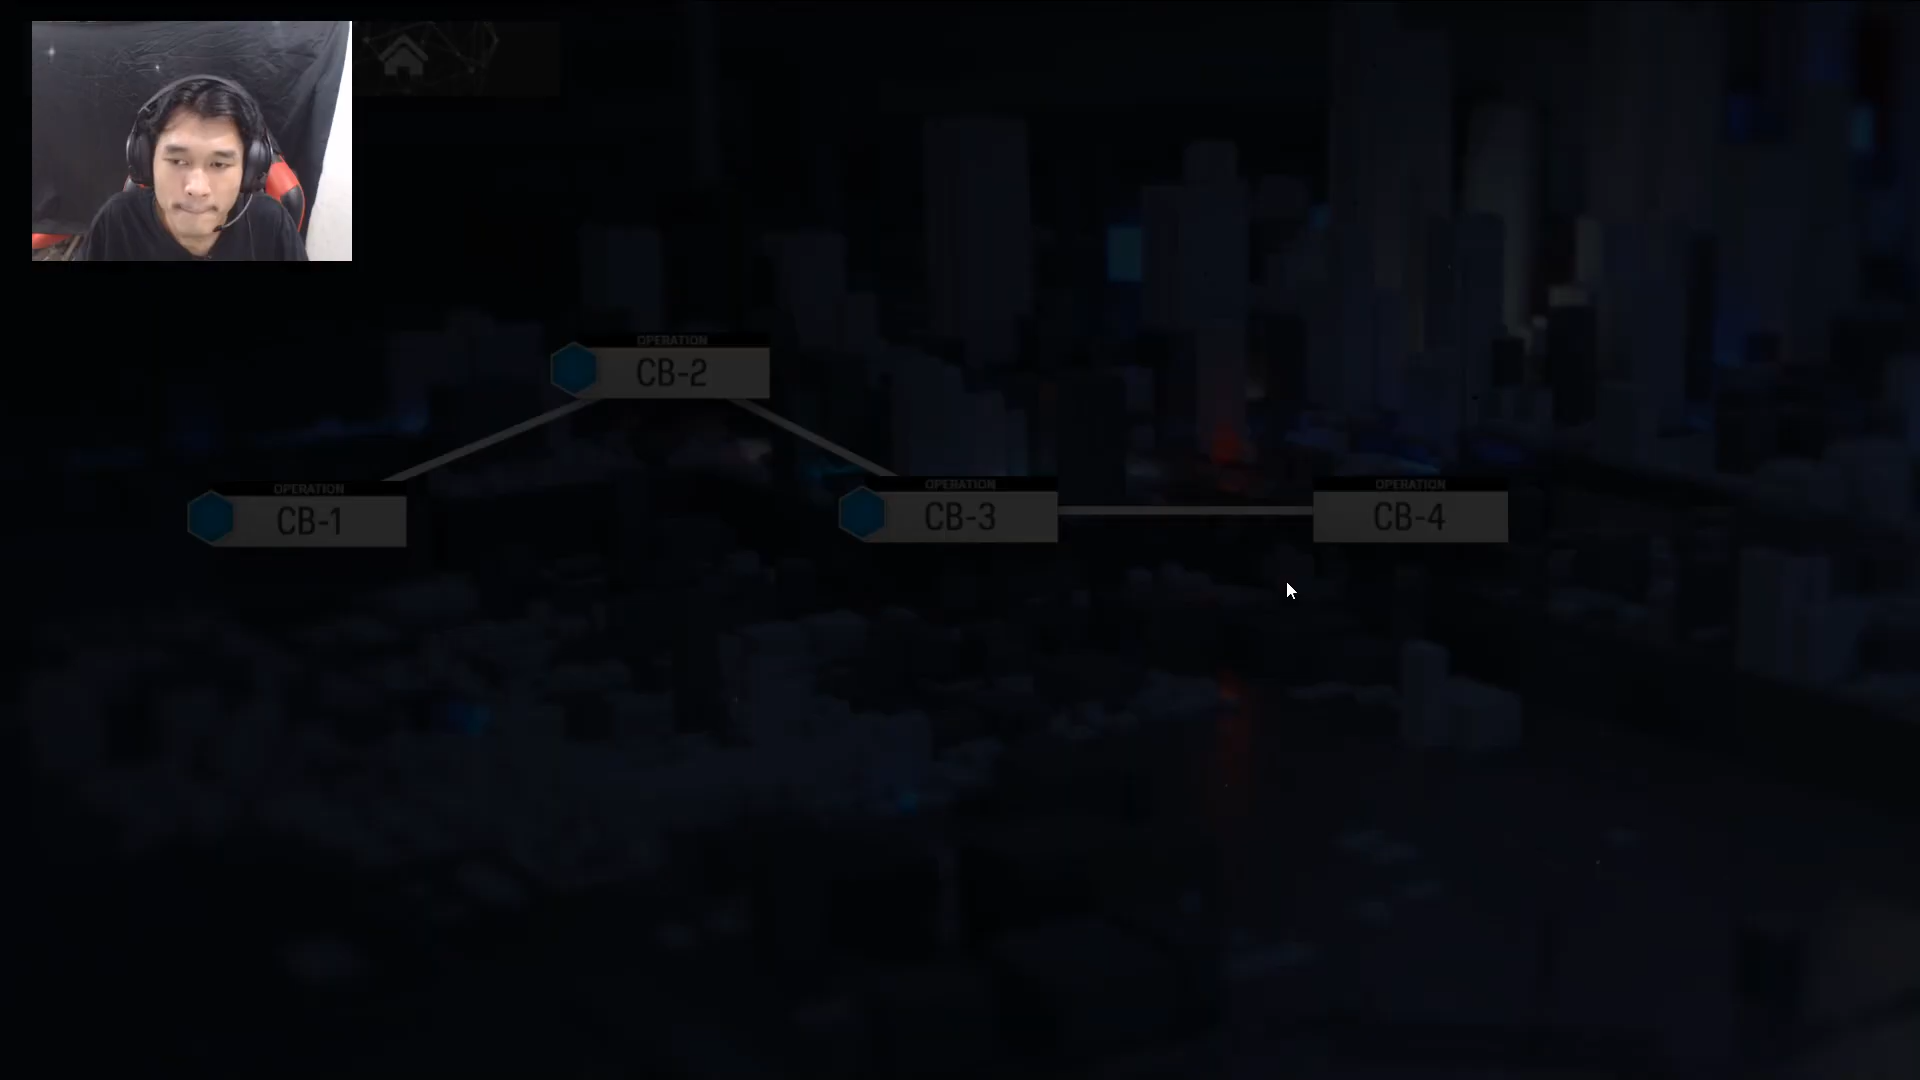 OPERATION
CB-2
OPERATION
CB-1
OPERATION
CB-3
OPERATION
CB-4